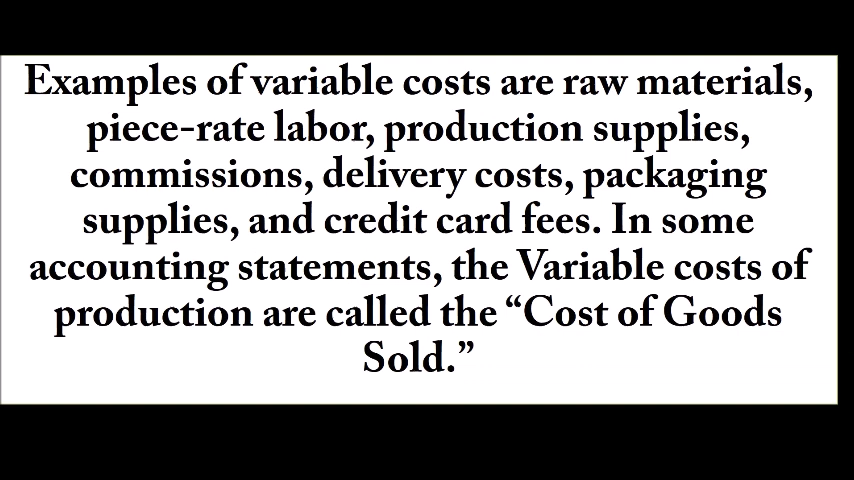 Examples of variable costs are raw materials,
piece-rate labor, production supplies,
commissions, delivery costs, packaging
supplies, and credit card fees. In some
accounting statements, the Variable costs of
production are called the “Cost of Goods
Sold.”